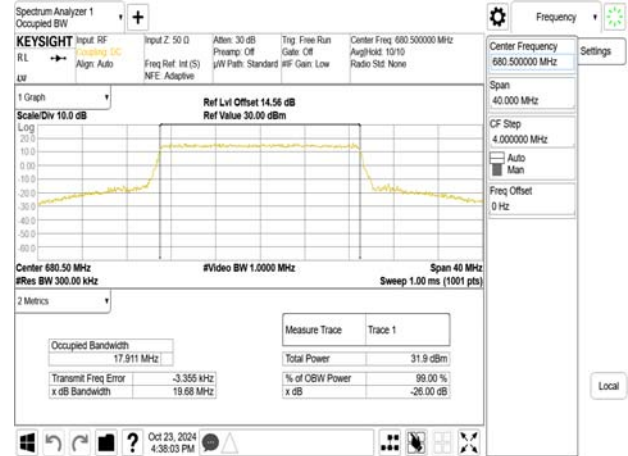 Spectrum Analyzer 1
Occupied BW
Frequency
KEYSIGHT
RL
Input: RF
Coupling: DC
Align: Auto
Input Z: 50 Ω
Freq Ref: Int (S)
NFE: Adaptive
Atten: 30 dB
Preamp: Off
µW Path: Standard
Trig: Free Run
Gate: Off
#IF Gain: Low
Center Freq: 680.500000 MHz
Avg|Hold: 10/10
Radio Std: None
Center Frequency
680.500000 MHz
Settings
Span
40.000 MHz
CF Step
4.000000 MHz
Auto
Man
Freq Offset
0 Hz
Local
1 Graph
Scale/Div 10.0 dB
Ref Lvl Offset 14.56 dB
Ref Value 30.00 dBm
Log
20.0
10.0
0.00
-10.0
-20.0
-30.0
-40.0
-50.0
-60.0
Center 680.50 MHz
#Res BW 300.00 kHz
#Video BW 1.0000 MHz
Span 40 MHz
Sweep 1.00 ms (1001 pts)
2 Metrics
Measure Trace Trace 1
Occupied Bandwidth
17.911 MHz
Total Power 31.9 dBm
Transmit Freq Error -3.355 kHz
% of OBW Power 99.00 %
x dB Bandwidth 19.68 MHz
x dB -26.00 dB
?
Oct 23, 2024
4:38:03 PM